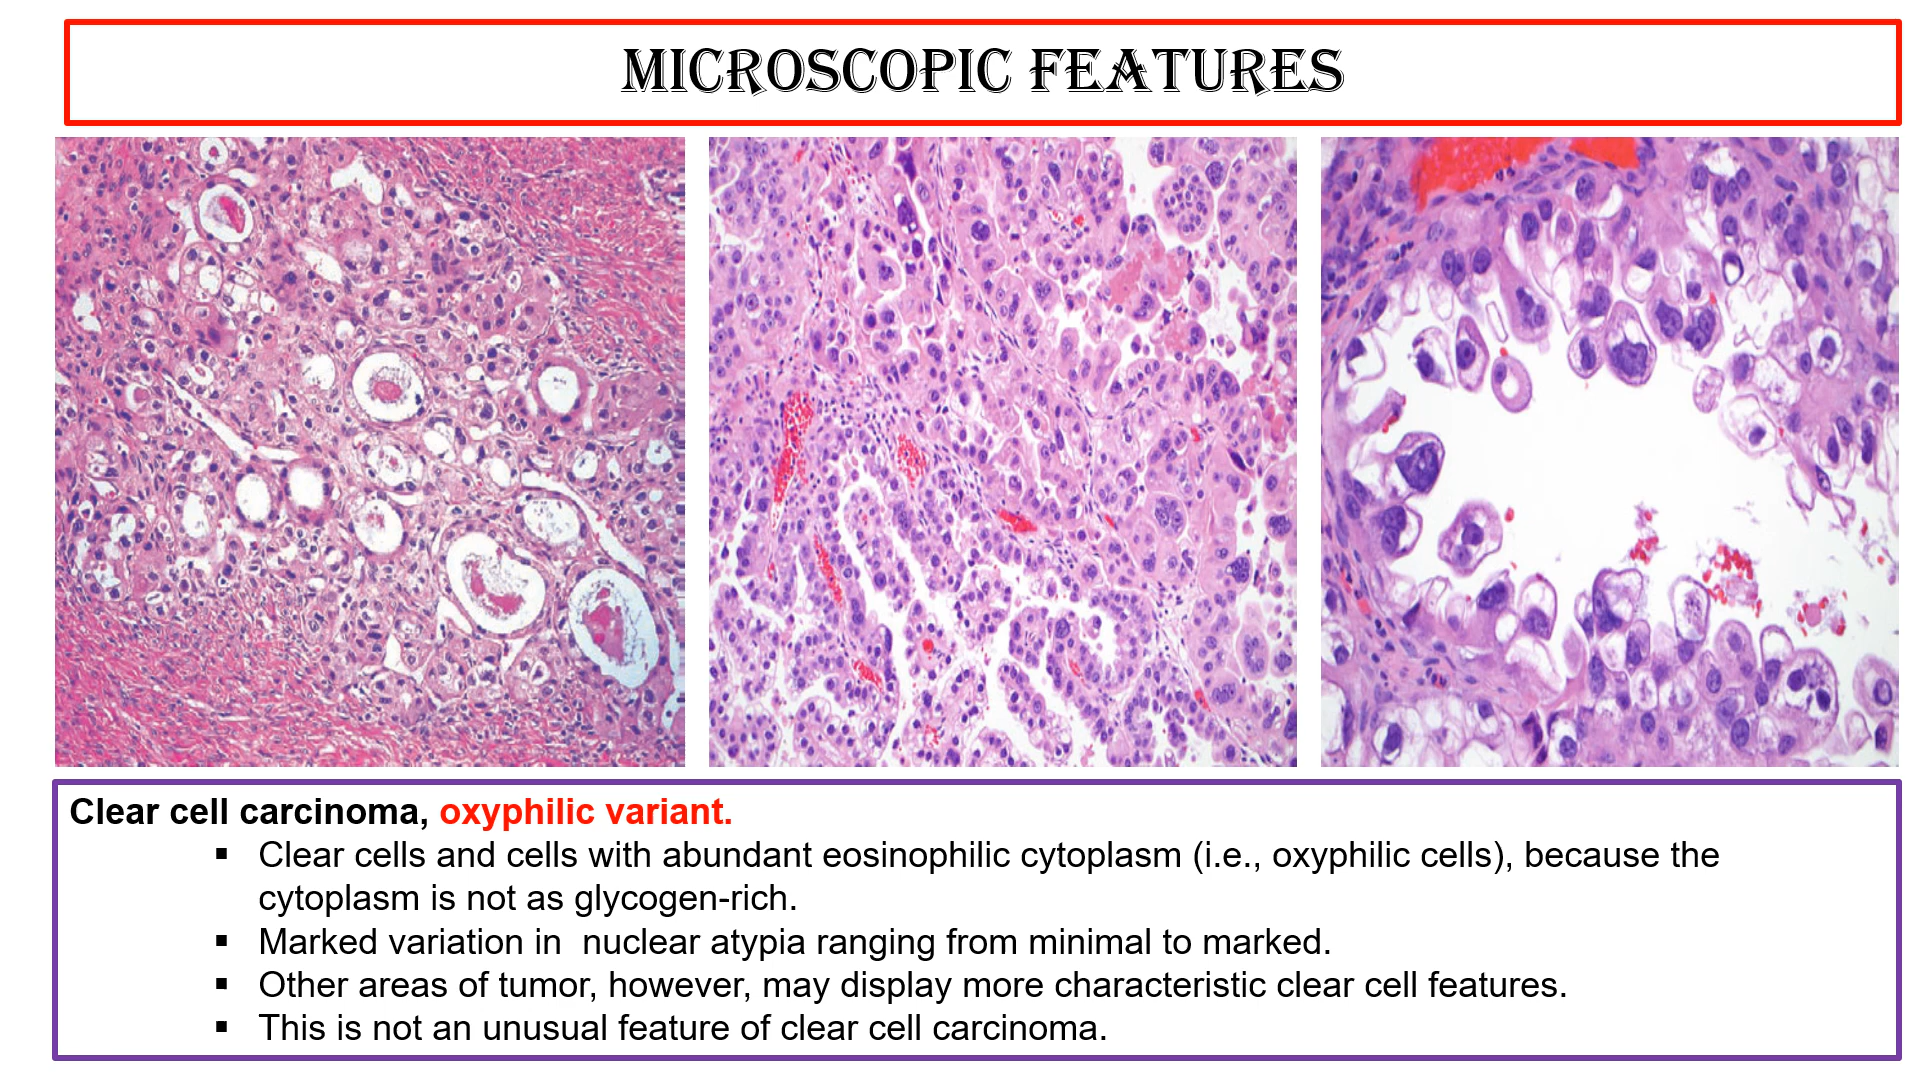 MICROSCOPIC FEATURES
Clear cell carcinoma, oxyphilic variant.
▪ Clear cells and cells with abundant eosinophilic cytoplasm (i.e., oxyphilic cells), because the
cytoplasm is not as glycogen-rich.
▪ Marked variation in  nuclear atypia ranging from minimal to marked.
▪ Other areas of tumor, however, may display more characteristic clear cell features.
▪ This is not an unusual feature of clear cell carcinoma.